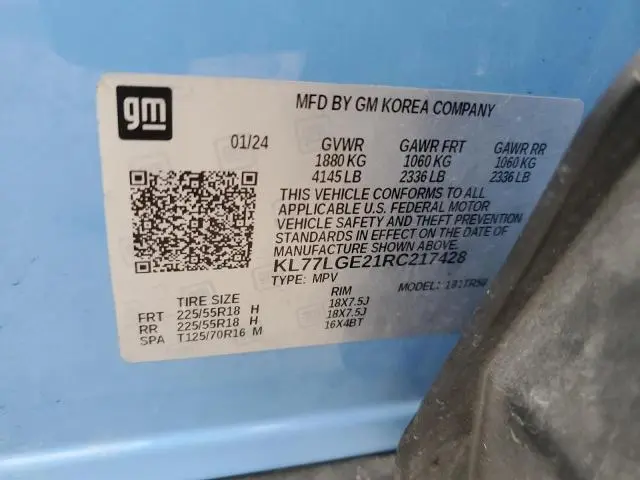 gm
MFD BY GM KOREA COMPANY
01/24 GVWR GAWR FRT GAWR RR
1880 KG 1060 KG 1060 KG
4145 LB 2336 LB 2336 LB
THIS VEHICLE CONFORMS TO ALL
APPLICABLE U.S. FEDERAL MOTOR
VEHICLE SAFETY AND THEFT PREVENTION
STANDARDS IN EFFECT ON THE DATE OF
MANUFACTURE SHOWN ABOVE.
KL77LGE21RC217428
TYPE: MPV MODEL:
TIRE SIZE RIM
FRT 225/55R18 H 18X7.5J
RR 225/55R18 H 18X7.5J
SPA T125/70R16 M 16X4BT